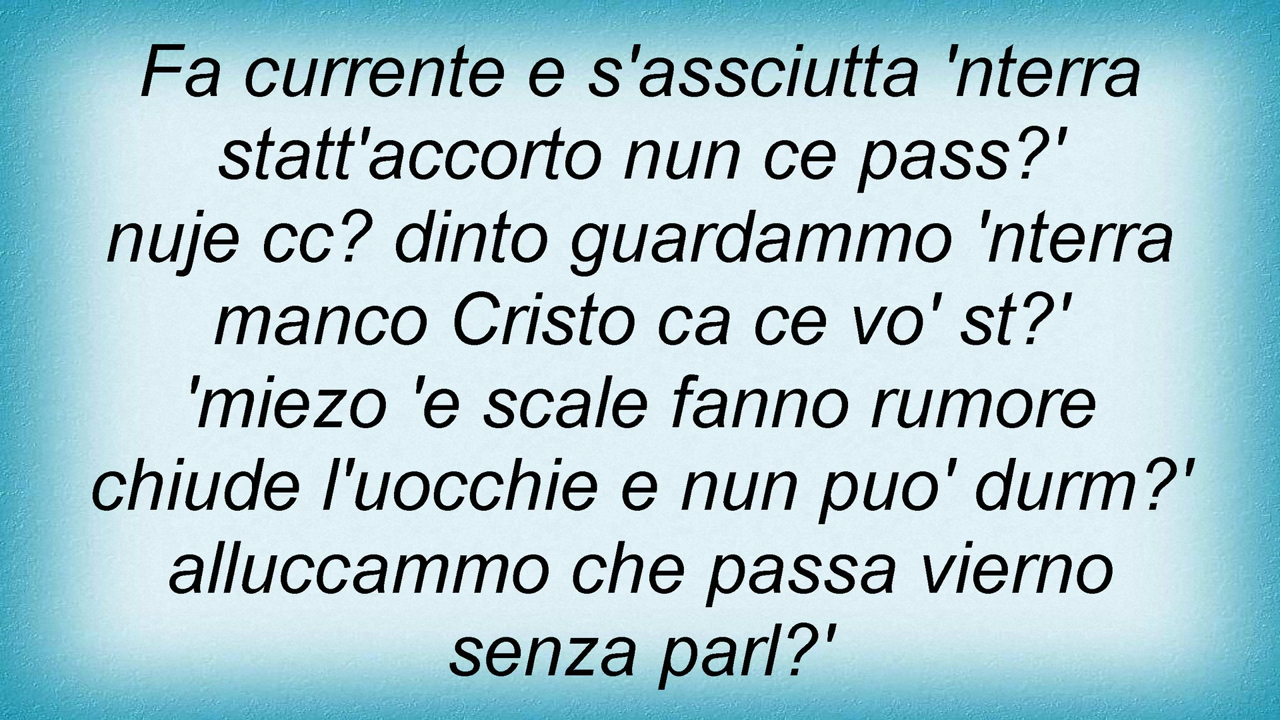 Fa currente e s'assciutta 'nterra
statt'accorto nun ce pass?'
nuje cc? dinto guardammo 'nterra
manco Cristo ca ce vo' st?'
'miezo 'e scale fanno rumore
chiude l'uocchie e nun puo' durm?'
alluccammo che passa vierno
senza parl?'